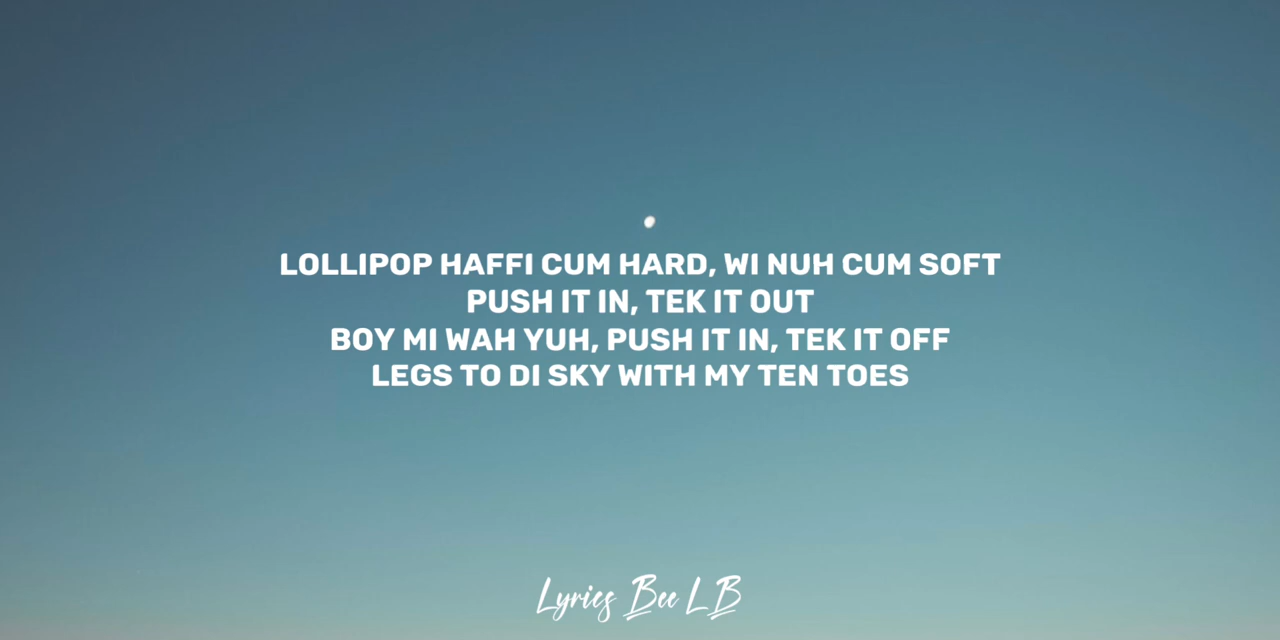 LOLLIPOP HAFFI CUM HARD, WI NUH CUM SOFT
PUSH IT IN, TEK IT OUT
BOY MI WAH YUH, PUSH IT IN, TEK IT OFF
LEGS TO DI SKY WITH MY TEN TOES
Lyrics Bee LB